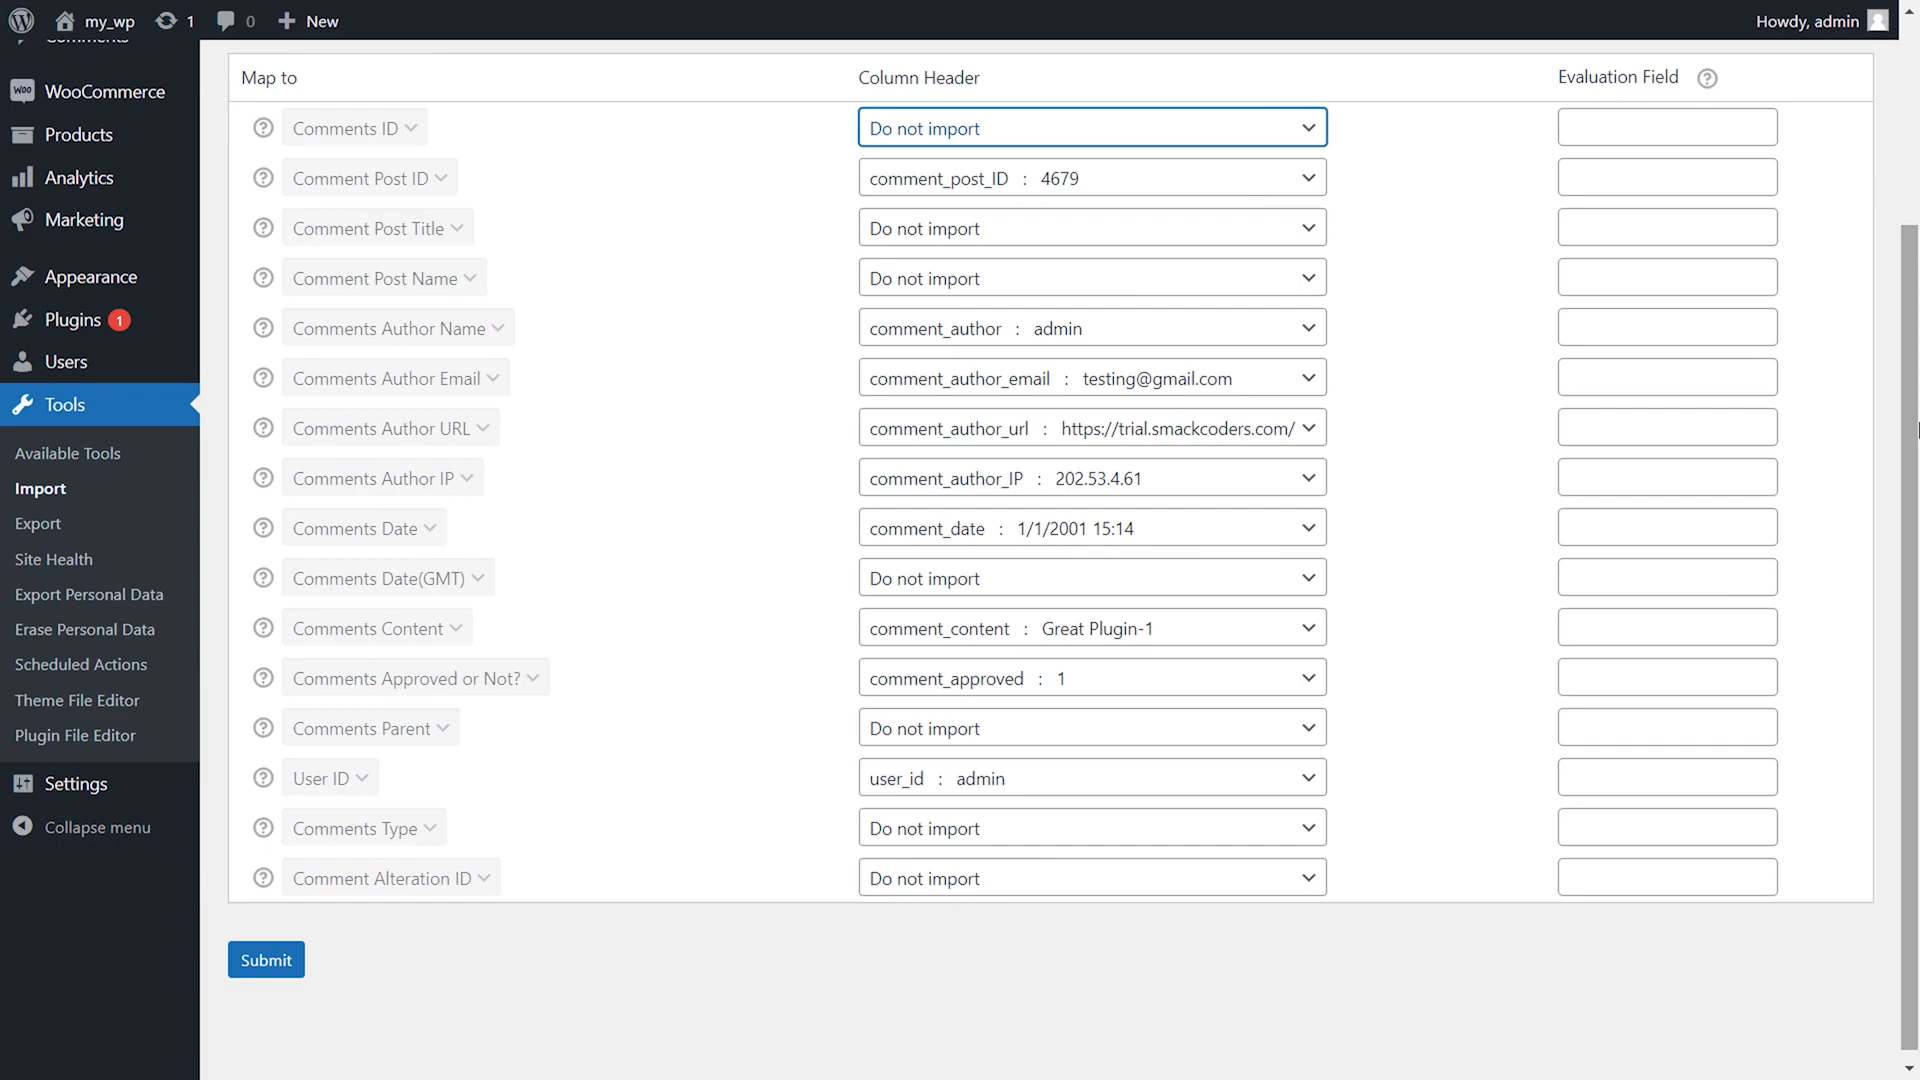 my_wp 1 0 New
Howdy, admin
Comments
WooCommerce
Products
Analytics
Marketing
Appearance
Plugins 1
Users
Tools
Available Tools
Import
Export
Site Health
Export Personal Data
Erase Personal Data
Scheduled Actions
Theme File Editor
Plugin File Editor
Settings
Collapse menu
Map to Column Header Evaluation Field ?
? Comments ID Do not import
? Comment Post ID comment_post_ID : 4679
? Comment Post Title Do not import
? Comment Post Name Do not import
? Comments Author Name comment_author : admin
? Comments Author Email comment_author_email : testing@gmail.com
? Comments Author URL comment_author_url : https://trial.smackcoders.com/
? Comments Author IP comment_author_IP : 202.53.4.61
? Comments Date comment_date : 1/1/2001 15:14
? Comments Date(GMT) Do not import
? Comments Content comment_content : Great Plugin-1
? Comments Approved or Not? comment_approved : 1
? Comments Parent Do not import
? User ID user_id : admin
? Comments Type Do not import
? Comment Alteration ID Do not import
Submit